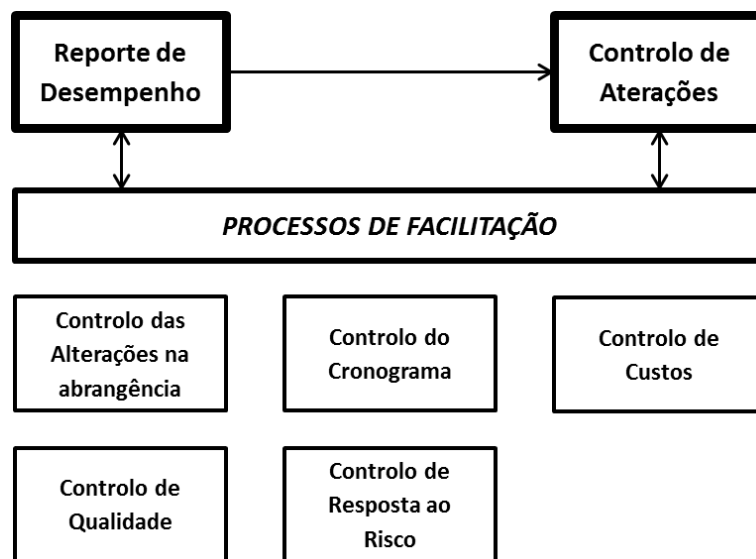 Reporte de
Desempenho
Controlo de
Aterações
PROCESSOS DE FACILITAÇÃO
Controlo das
Alterações na
abrangência
Controlo do
Cronograma
Controlo de
Custos
Controlo de
Qualidade
Controlo de
Resposta ao
Risco